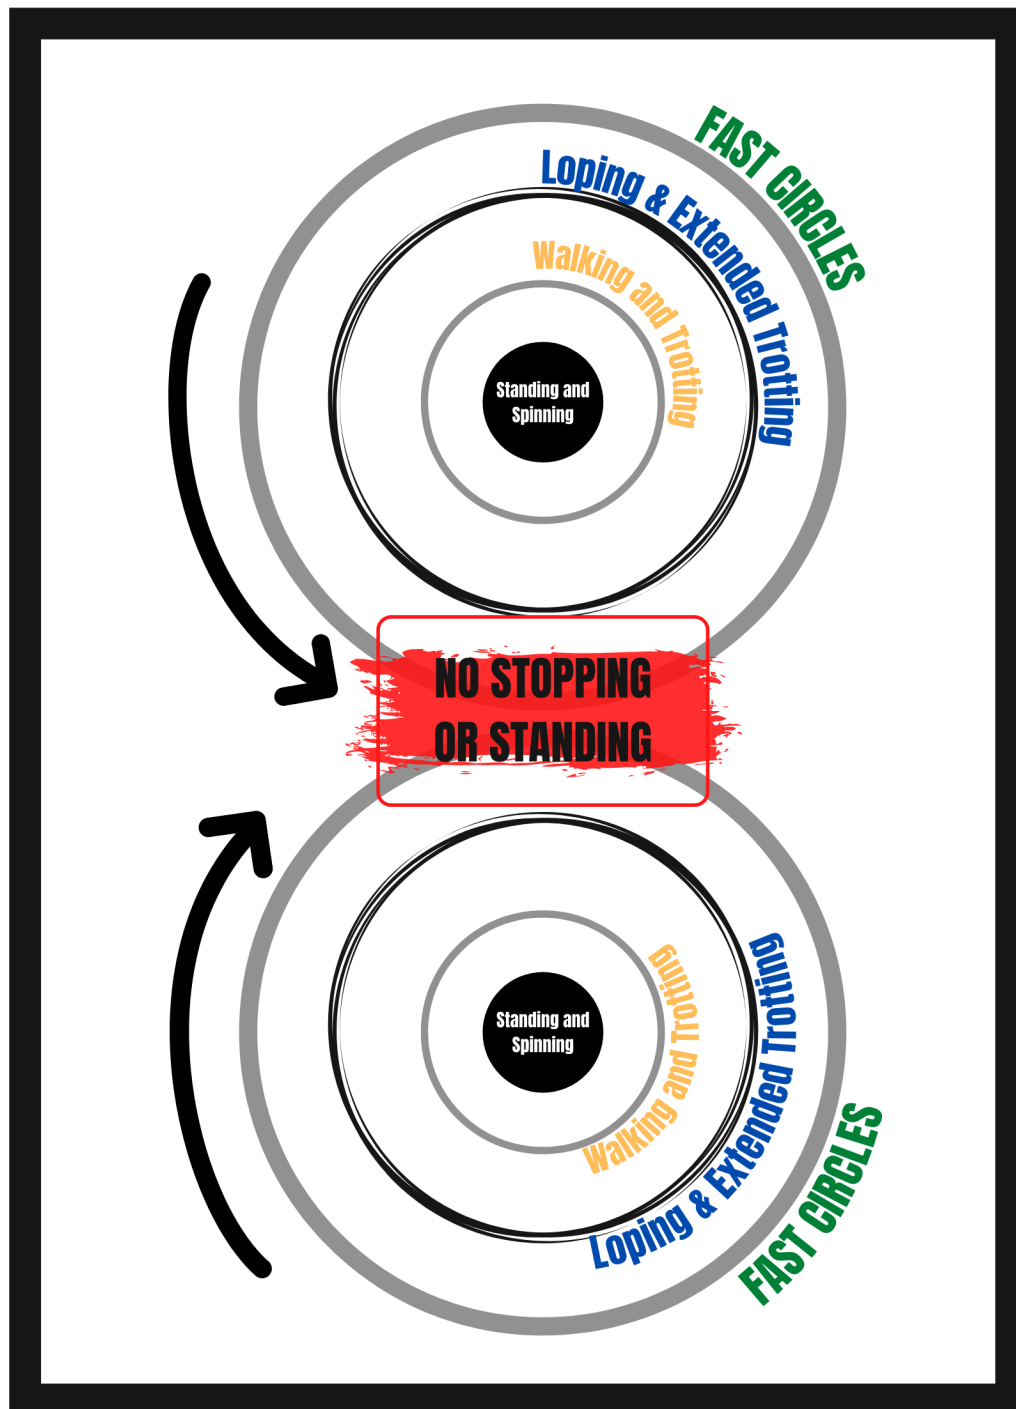 FAST CIRCLES
Loping & Extended Trotting
Walking and Trotting
Standing and
Spinning
NO STOPPING
OR STANDING
Standing and
Spinning
Walking and Trotting
Loping & Extended Trotting
FAST CIRCLES